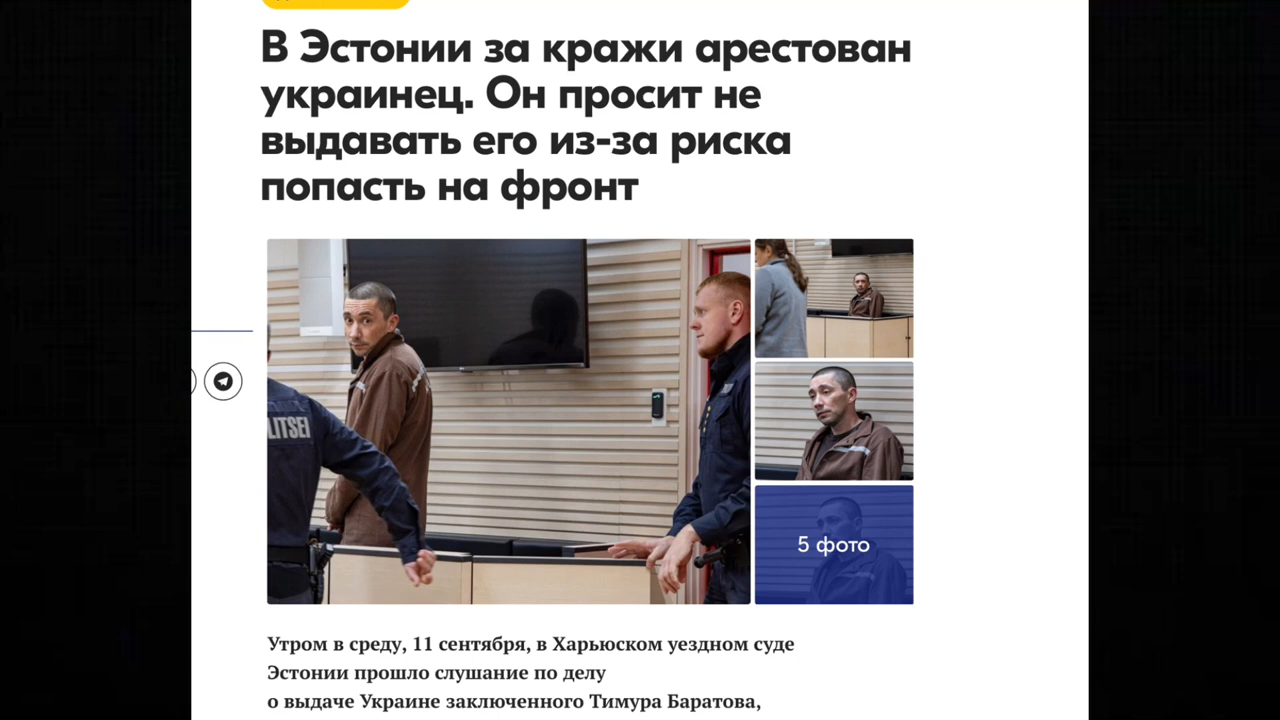 В Эстонии за кражи арестован
украинец. Он просит не
выдавать его из-за риска
попасть на фронт
LITSEI
5 фото
Утром в среду, 11 сентября, в Харьюском уездном суде
Эстонии прошло слушание по делу
о выдаче Украине заключенного Тимура Баратова,